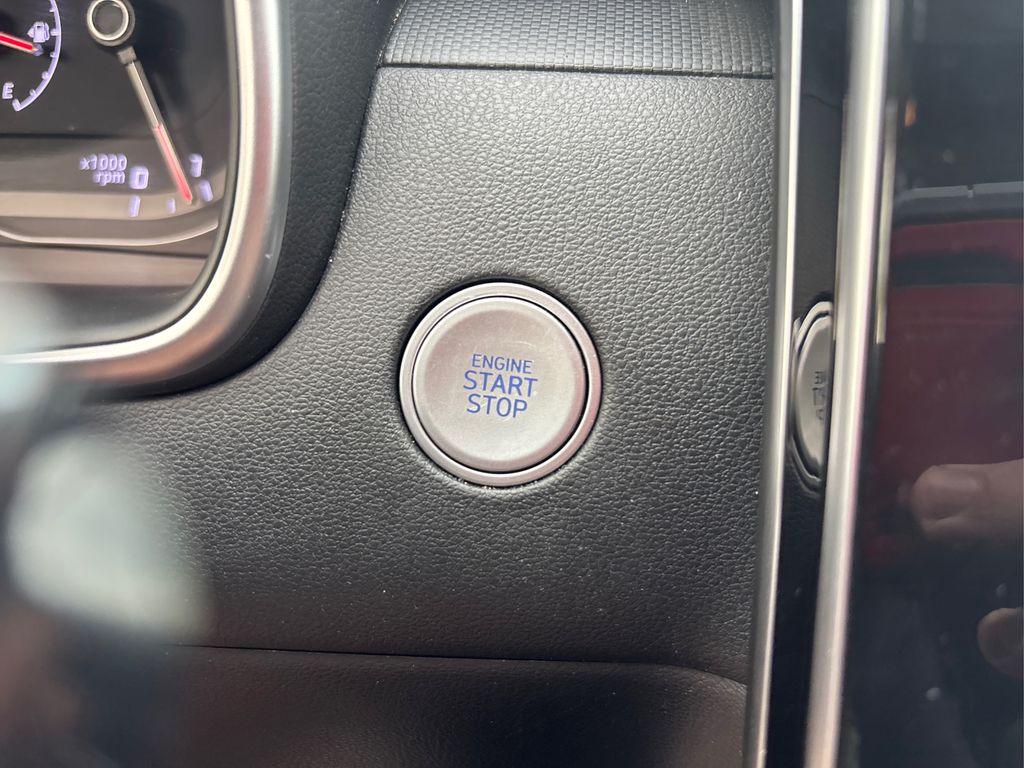 E
x1000
rpm
0
7
1
ENGINE
START
STOP